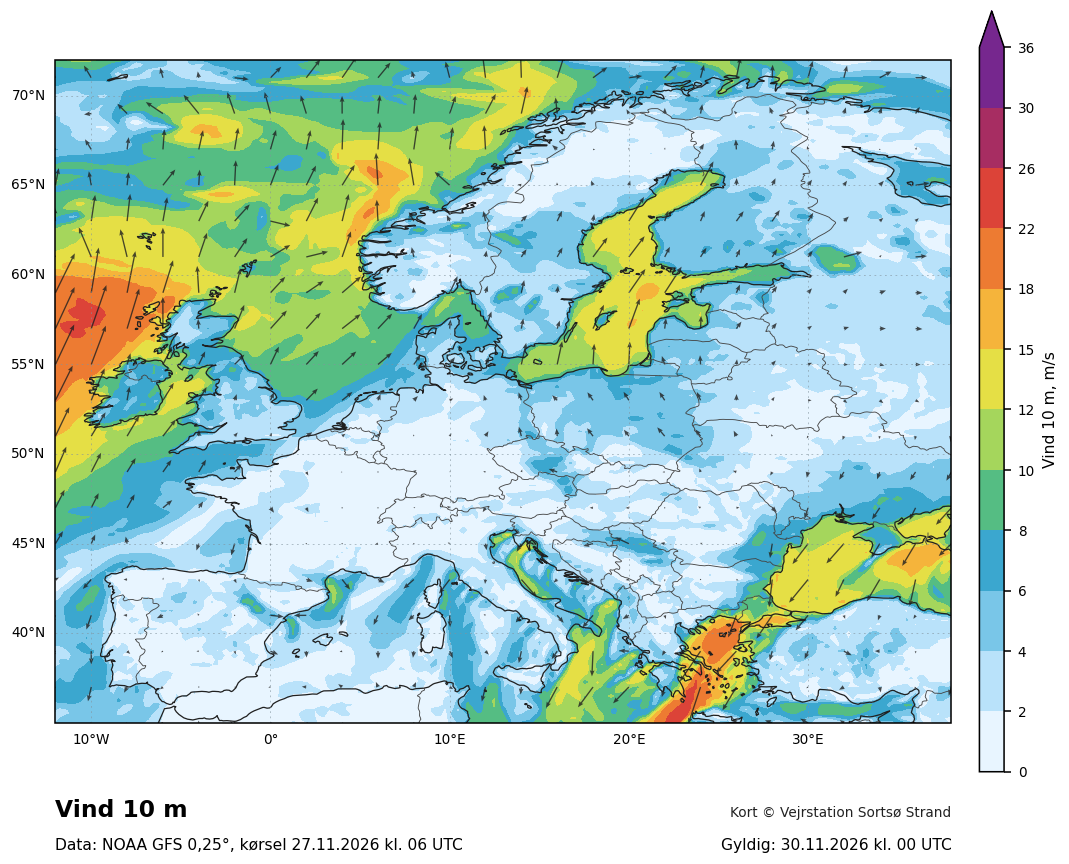 70°N
65°N
60°N
55°N
50°N
45°N
40°N
10°W
0°
10°E
20°E
30°E
36
30
26
22
18
15
12
10
8
6
4
2
0
Vind 10 m, m/s
Vind 10 m
Kort © Vejrstation Sortsø Strand
Data: NOAA GFS 0,25°, kørsel 27.11.2026 kl. 06 UTC
Gyldig: 30.11.2026 kl. 00 UTC